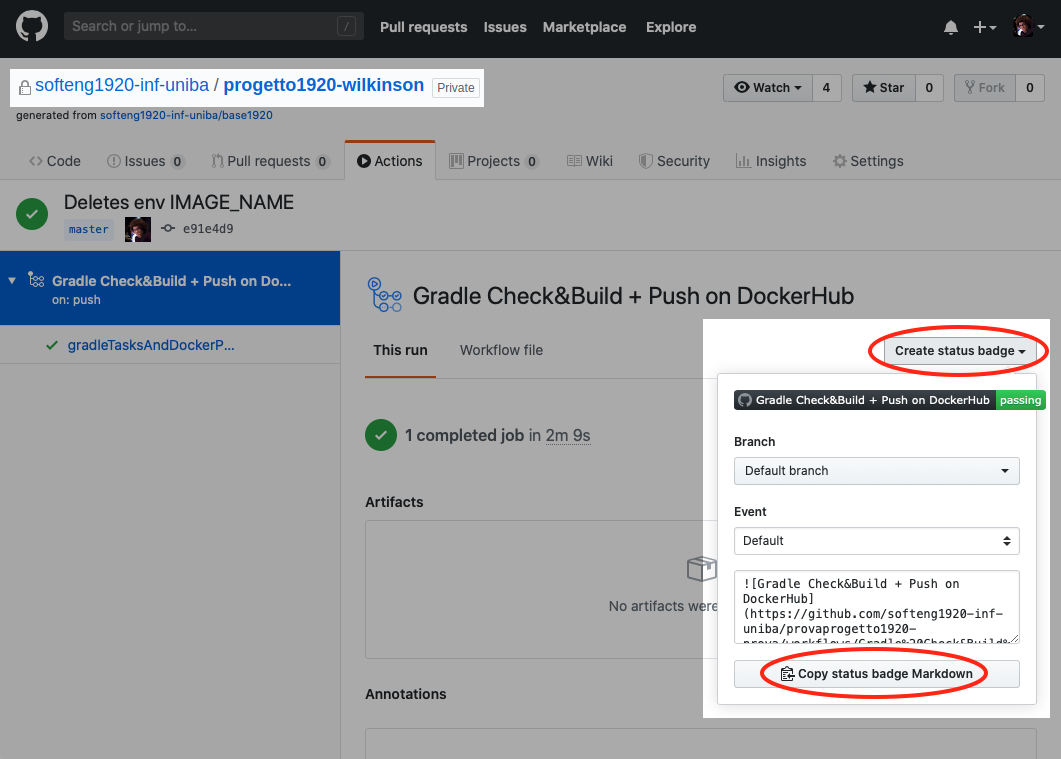 Search or jump to... /
Pull requests Issues Marketplace Explore
softeng1920-inf-uniba / progetto1920-wilkinson Private
Watch 4 Star 0 Fork 0
generated from softeng1920-inf-uniba/base1920
Code Issues 0 Pull requests 0 Actions Projects 0 Wiki Security Insights Settings
Deletes env IMAGE_NAME
master e91e4d9
Gradle Check&Build + Push on Do...
on: push
gradleTasksAndDockerP...
Gradle Check&Build + Push on DockerHub
This run Workflow file
Create status badge
Gradle Check&Build + Push on DockerHub passing
1 completed job in 2m 9s
Branch
Default branch
Event
Default
Artifacts
No artifacts were
![Gradle Check&Build + Push on
DockerHub]
(https://github.com/softeng1920-inf-
uniba/provaprogetto1920-
prova/workflows/Gradle%20Check&Build%
Copy status badge Markdown
Annotations